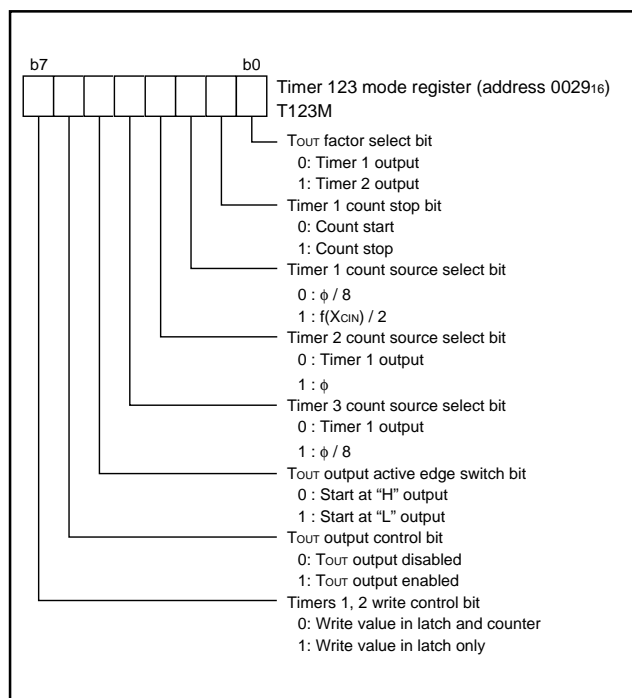 b7 b0
Timer 123 mode register (address 0029₁₆)
T123M
TOUT factor select bit
0: Timer 1 output
1: Timer 2 output
Timer 1 count stop bit
0: Count start
1: Count stop
Timer 1 count source select bit
0 : ϕ / 8
1 : f(XCIN) / 2
Timer 2 count source select bit
0 : Timer 1 output
1 : ϕ
Timer 3 count source select bit
0 : Timer 1 output
1 : ϕ / 8
TOUT output active edge switch bit
0 : Start at “H” output
1 : Start at “L” output
TOUT output control bit
0: TOUT output disabled
1: TOUT output enabled
Timers 1, 2 write control bit
0: Write value in latch and counter
1: Write value in latch only